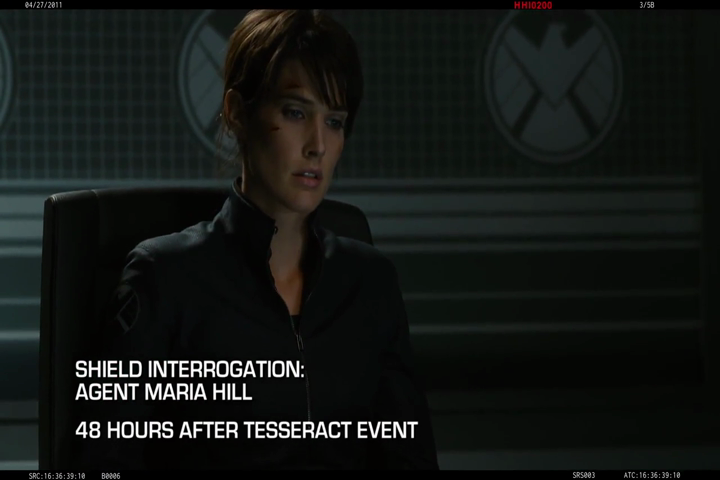 04/27/2011 HHI0200 3/50
SHIELD INTERROGATION:
AGENT MARIA HILL
48 HOURS AFTER TESSERACT EVENT
SRC:16:36:39:10 B0006 SRS003 ATC:16:36:39:10